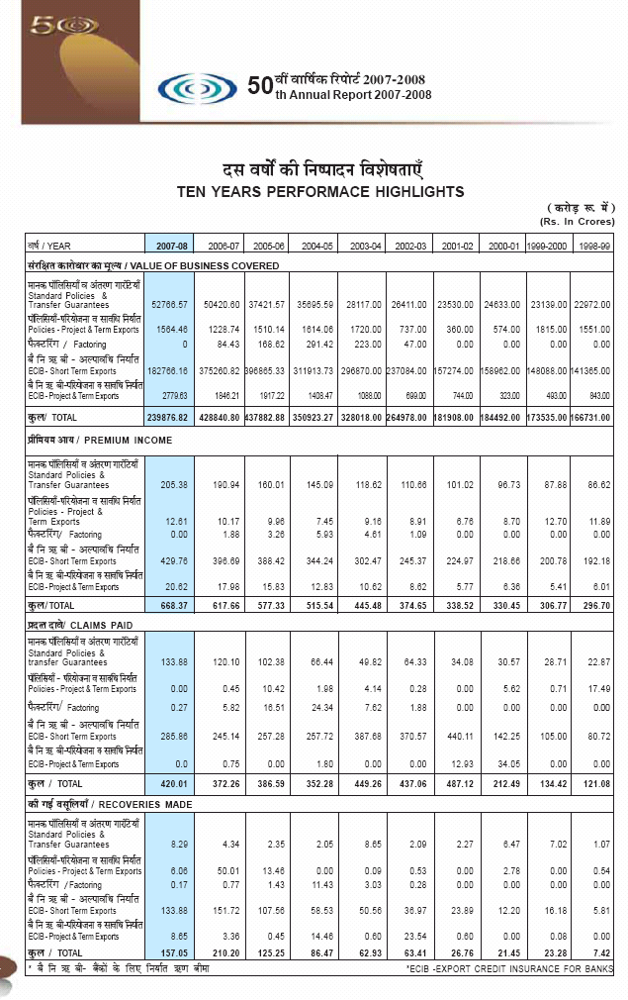 50
50 वीं वार्षिक रिपोर्ट 2007-2008
th Annual Report 2007-2008
दस वर्षों की निष्पादन विशेषताएँ
TEN YEARS PERFORMACE HIGHLIGHTS
( करोड़ रू. में )
(Rs. In Crores)
वर्ष / YEAR 2007-08 2006-07 2005-06 2004-05 2003-04 2002-03 2001-02 2000-01 1999-2000 1998-99
संरक्षित कारोबार का मूल्य / VALUE OF BUSINESS COVERED
मानक पॉलिसियाँ व अंतरण गारंटियाँ
Standard Policies &
Transfer Guarantees 52766.57 50420.60 37421.57 35695.59 28117.00 26411.00 23530.00 24633.00 23139.00 22972.00
पॉलिसियाँ-परियोजना व सावधि निर्यात
Policies - Project & Term Exports 1564.46 1228.74 1510.14 1614.06 1720.00 737.00 360.00 574.00 1815.00 1551.00
फैक्टरिंग / Factoring 0 84.43 168.62 291.42 223.00 47.00 0.00 0.00 0.00 0.00
बै नि ऋ बी - अल्पावधि निर्यात
ECIB - Short Term Exports 182766.16 375260.82 396865.33 311913.73 296870.00 237084.00 157274.00 158962.00 148088.00 141365.00
बै नि ऋ बी-परियोजना व सावधि निर्यात
ECIB - Project & Term Exports 2779.63 1846.21 1917.22 1408.47 1088.00 699.00 744.00 323.00 493.00 843.00
कुल/ TOTAL 239876.82 428840.80 437882.88 350923.27 328018.00 264978.00 181908.00 184492.00 173535.00 166731.00
प्रीमियम आय / PREMIUM INCOME
मानक पॉलिसियाँ व अंतरण गारंटियाँ
Standard Policies &
Transfer Guarantees 205.38 190.94 160.01 145.09 118.62 110.66 101.02 96.73 87.88 86.62
पॉलिसियाँ-परियोजना व सावधि निर्यात
Policies - Project &
Term Exports 12.61 10.17 9.96 7.45 9.16 8.91 6.76 8.70 12.70 11.89
फैक्टरिंग/ Factoring 0.00 1.88 3.26 5.93 4.61 1.09 0.00 0.00 0.00 0.00
बै नि ऋ बी - अल्पावधि निर्यात
ECIB - Short Term Exports 429.76 396.69 388.42 344.24 302.47 245.37 224.97 218.66 200.78 192.18
बै नि ऋ बी-परियोजना व सावधि निर्यात
ECIB - Project & Term Exports 20.62 17.98 15.83 12.83 10.62 8.62 5.77 6.36 5.41 6.01
कुल/TOTAL 668.37 617.66 577.33 515.54 445.48 374.65 338.52 330.45 306.77 296.70
प्रदत्त दावे/ CLAIMS PAID
मानक पॉलिसियाँ व अंतरण गारंटियाँ
Standard Policies &
transfer Guarantees 133.88 120.10 102.38 66.44 49.82 64.33 34.08 30.57 28.71 22.87
पॉलिसियाँ - परियोजना व सावधि निर्यात
Policies - Project & Term Exports 0.00 0.45 10.42 1.98 4.14 0.28 0.00 5.62 0.71 17.49
फैक्टरिंग/ Factoring 0.27 5.82 16.51 24.34 7.62 1.88 0.00 0.00 0.00 0.00
बै नि ऋ बी - अल्पावधि निर्यात
ECIB - Short Term Exports 285.86 245.14 257.28 257.72 387.68 370.57 440.11 142.25 105.00 80.72
बै नि ऋ बी-परियोजना व सावधि निर्यात
ECIB - Project & Term Exports 0.0 0.75 0.00 1.80 0.00 0.00 12.93 34.05 0.00 0.00
कुल / TOTAL 420.01 372.26 386.59 352.28 449.26 437.06 487.12 212.49 134.42 121.08
की गई वसूलियाँ / RECOVERIES MADE
मानक पॉलिसियाँ व अंतरण गारंटियाँ
Standard Policies &
Transfer Guarantees 8.29 4.34 2.35 2.05 8.65 2.09 2.27 6.47 7.02 1.07
पॉलिसियाँ-परियोजना व सावधि निर्यात
Policies - Project & Term Exports 6.06 50.01 13.46 0.00 0.09 0.53 0.00 2.78 0.00 0.54
फैक्टरिंग /Factoring 0.17 0.77 1.43 11.43 3.03 0.28 0.00 0.00 0.00 0.00
बै नि ऋ बी - अल्पावधि निर्यात
ECIB - Short Term Exports 133.88 151.72 107.56 58.53 50.56 36.97 23.89 12.20 16.18 5.81
बै नि ऋ बी-परियोजना व सावधि निर्यात
ECIB - Project & Term Exports 8.65 3.36 0.45 14.46 0.60 23.54 0.60 0.00 0.08 0.00
कुल / TOTAL 157.05 210.20 125.25 86.47 62.93 63.41 26.76 21.45 23.28 7.42
* बै नि ऋ बी- बैंकों के लिए निर्यात ऋण बीमा *ECIB -EXPORT CREDIT INSURANCE FOR BANKS